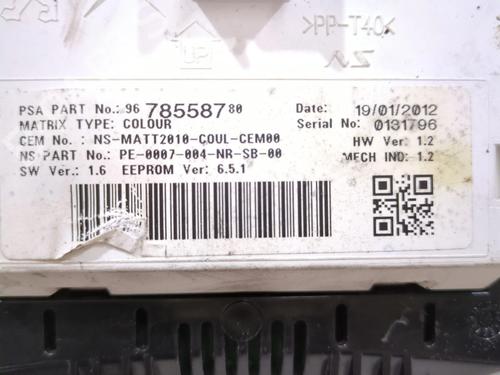 >PP-T40<
UP
PSA PART No.: 96 785587 80 Date: 19/01/2012
MATRIX TYPE: COLOUR Serial No: 0131796
CEM No. : NS-MATT2010-COUL-CEM00 HW Ver: 1.2
NS PART No.: PE-0007-004-NR-SB-00 MECH IND: 1.2
SW Ver.: 1.6 EEPROM Ver: 6.5.1